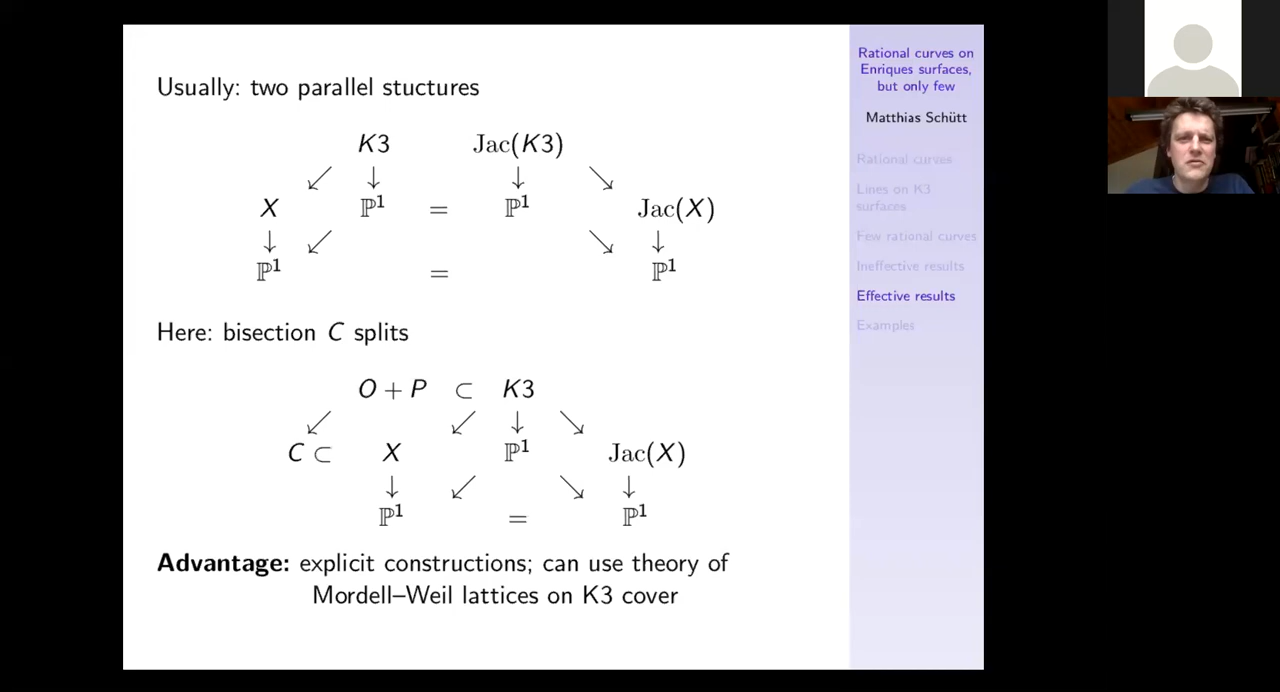 Usually: two parallel stuctures
K3 Jac(K3)
↙ ↓ ↓ ↘
X ℙ¹ = ℙ¹ Jac(X)
↓ ↙ ↘ ↓
ℙ¹ = ℙ¹
Here: bisection C splits
O + P ⊂ K3
↙ ↙ ↓ ↘
C ⊂ X ℙ¹ Jac(X)
↓ ↙ ↘ ↓
ℙ¹ = ℙ¹
Advantage: explicit constructions; can use theory of
Mordell–Weil lattices on K3 cover
Rational curves on
Enriques surfaces,
but only few
Matthias Schütt
Rational curves
Lines on K3
surfaces
Few rational curves
Ineffective results
Effective results
Examples